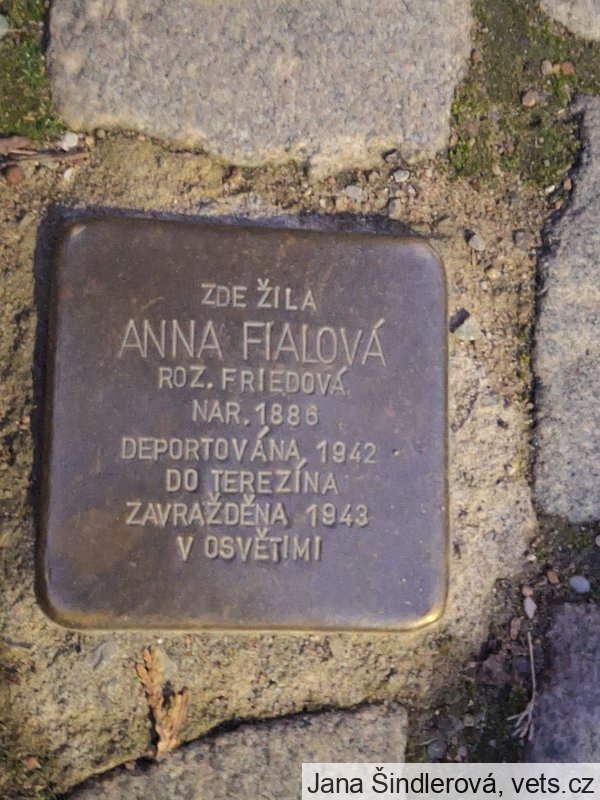 ZDE ŽILA
ANNA FIALOVÁ
ROZ. FRIEDOVÁ
NAR. 1886
DEPORTOVÁNA 1942
DO TEREZÍNA
ZAVRAŽDĚNA 1943
V OSVĚTIMI
Jana Šindlerová, vets.cz